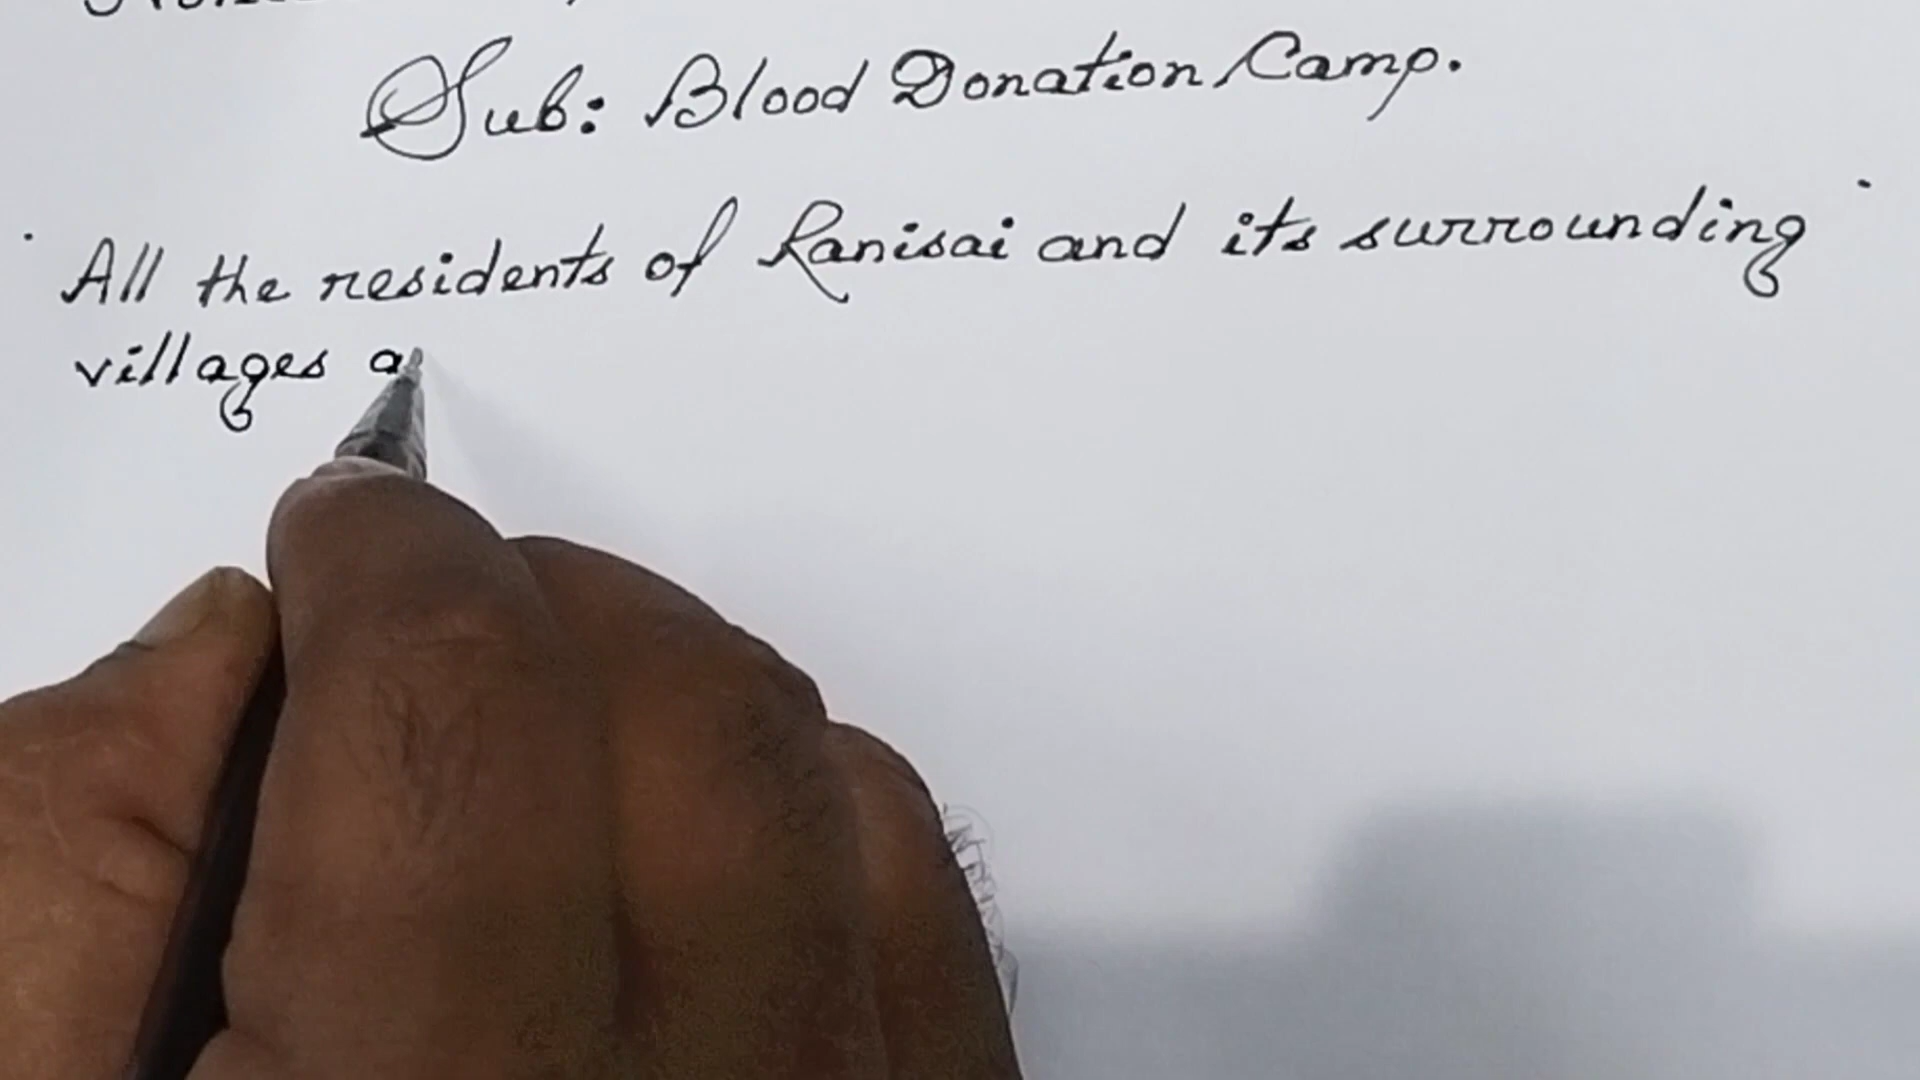 Sub: Blood Donation Camp.
All the residents of Ranisai and its surrounding
villages a